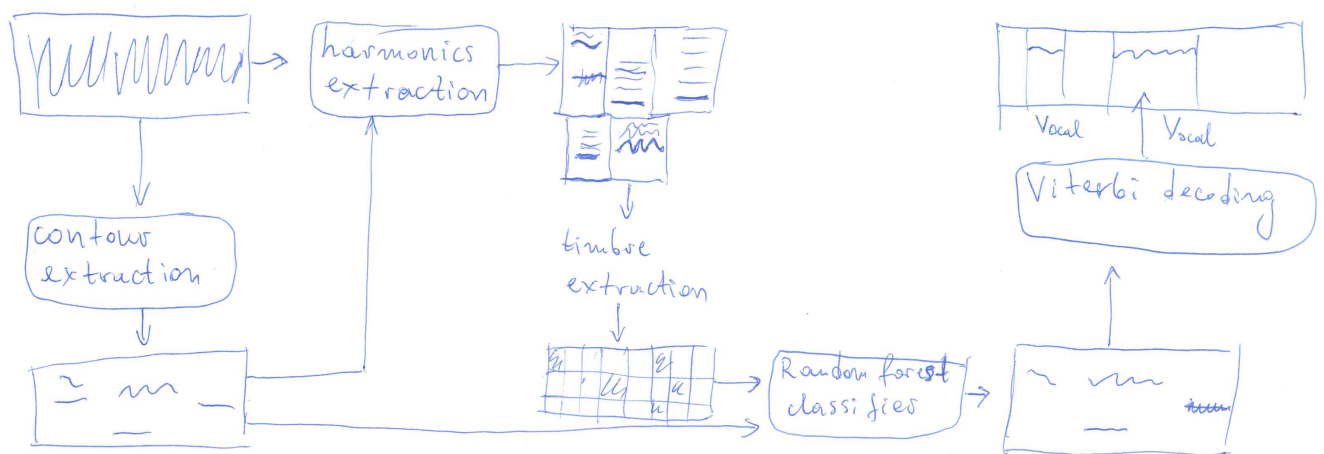 harmonics
extraction
contour
extraction
timbre
extraction
Random forest
classifier
Viterbi decoding
Vocal
Vocal